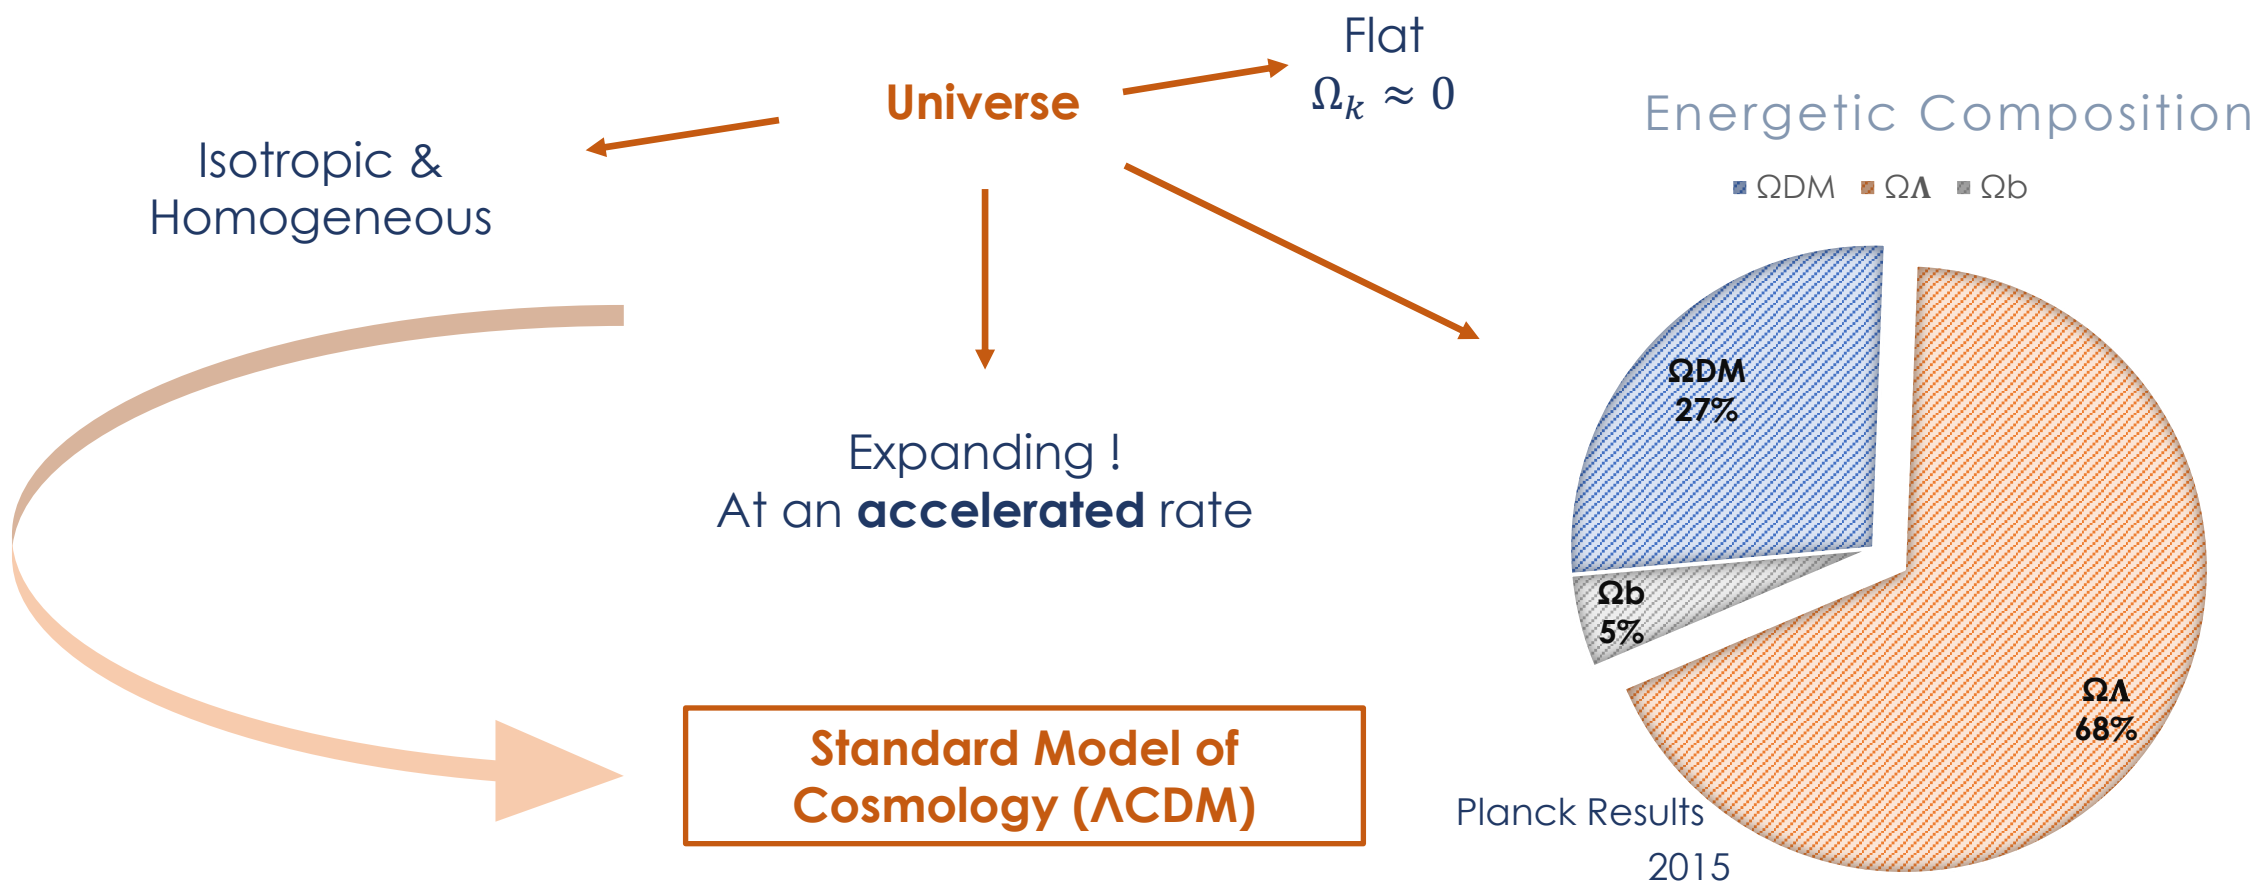 Universe
Flat
Ω_k ≈ 0
Isotropic &
Homogeneous
Expanding !
At an accelerated rate
Standard Model of
Cosmology (ΛCDM)
Energetic Composition
ΩDM ΩΛ Ωb
ΩDM
27%
Ωb
5%
ΩΛ
68%
Planck Results
2015